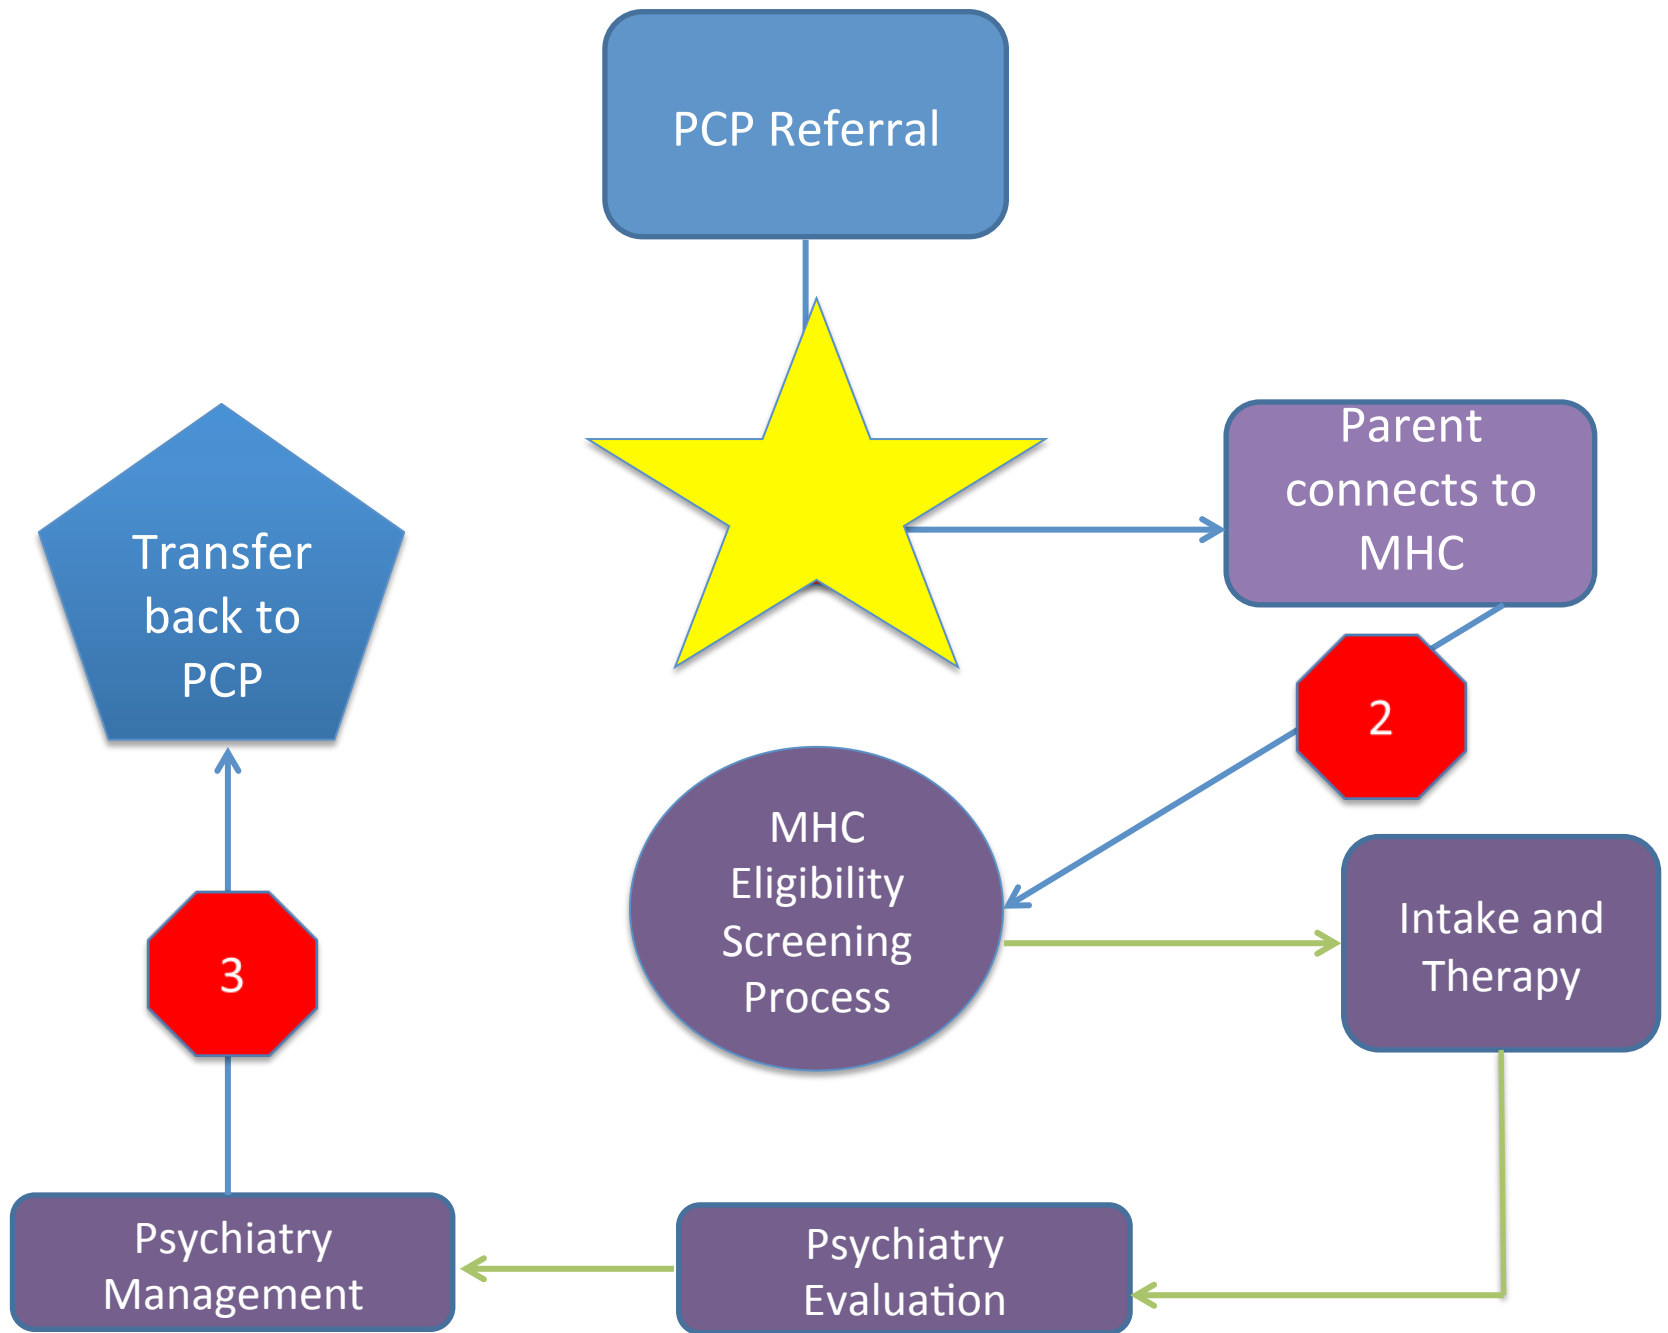 PCP Referral
Parent
connects to
MHC
2
MHC
Eligibility
Screening
Process
Intake and
Therapy
Psychiatry
Evaluation
Psychiatry
Management
3
Transfer
back to
PCP